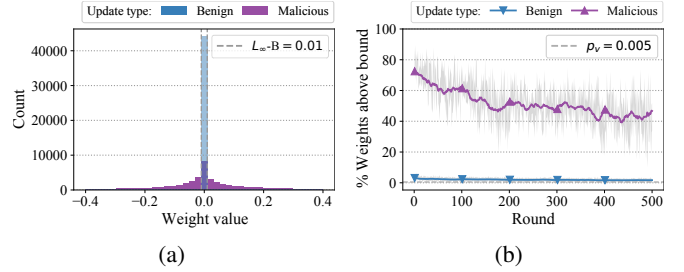 Update type: Benign Malicious
L∞-B = 0.01
Count
40000
30000
20000
10000
0
−0.4 −0.2 0.0 0.2 0.4
Weight value
(a)
Update type: Benign Malicious
pᵥ = 0.005
% Weights above bound
100
80
60
40
20
0
0 100 200 300 400 500
Round
(b)